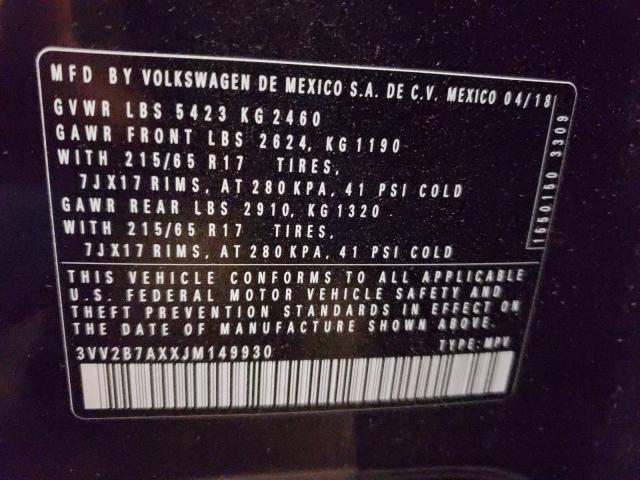 MFD BY VOLKSWAGEN DE MEXICO S.A. DE C.V. MEXICO 04/18
GVWR LBS 5423 KG 2460
GAWR FRONT LBS 2624, KG 1190
WITH 215/65 R17 TIRES,
7JX17 RIMS, AT 280 KPA, 41 PSI COLD
GAWR REAR LBS 2910, KG 1320
WITH 215/65 R17 TIRES,
7JX17 RIMS, AT 280 KPA, 41 PSI COLD
1650150 3309
THIS VEHICLE CONFORMS TO ALL APPLICABLE
U.S. FEDERAL MOTOR VEHICLE SAFETY AND
THEFT PREVENTION STANDARDS IN EFFECT ON
THE DATE OF MANUFACTURE SHOWN ABOVE.
3VV2B7AXXJM149930 TYPE: MPV